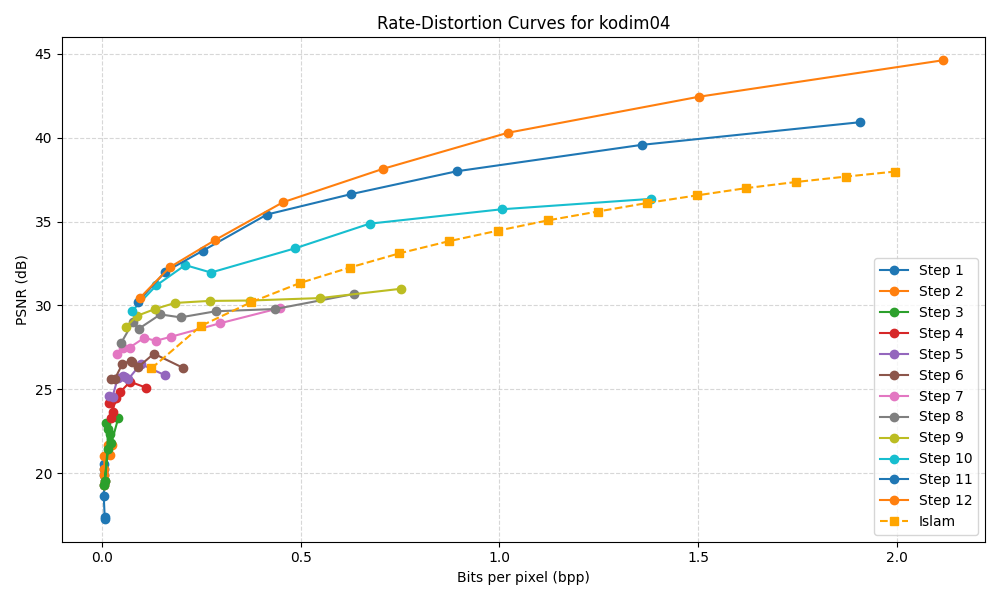 Rate-Distortion Curves for kodim04
PSNR (dB)
45
40
35
30
25
20
0.0
0.5
1.0
1.5
2.0
Bits per pixel (bpp)
Step 1
Step 2
Step 3
Step 4
Step 5
Step 6
Step 7
Step 8
Step 9
Step 10
Step 11
Step 12
Islam